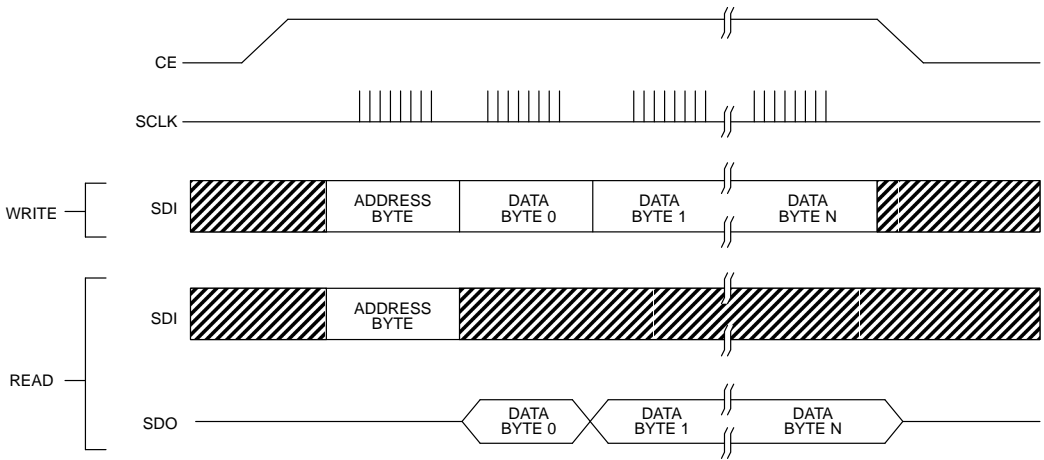 CE
SCLK
WRITE
SDI
ADDRESS
BYTE
DATA
BYTE 0
DATA
BYTE 1
DATA
BYTE N
READ
SDI
ADDRESS
BYTE
SDO
DATA
BYTE 0
DATA
BYTE 1
DATA
BYTE N